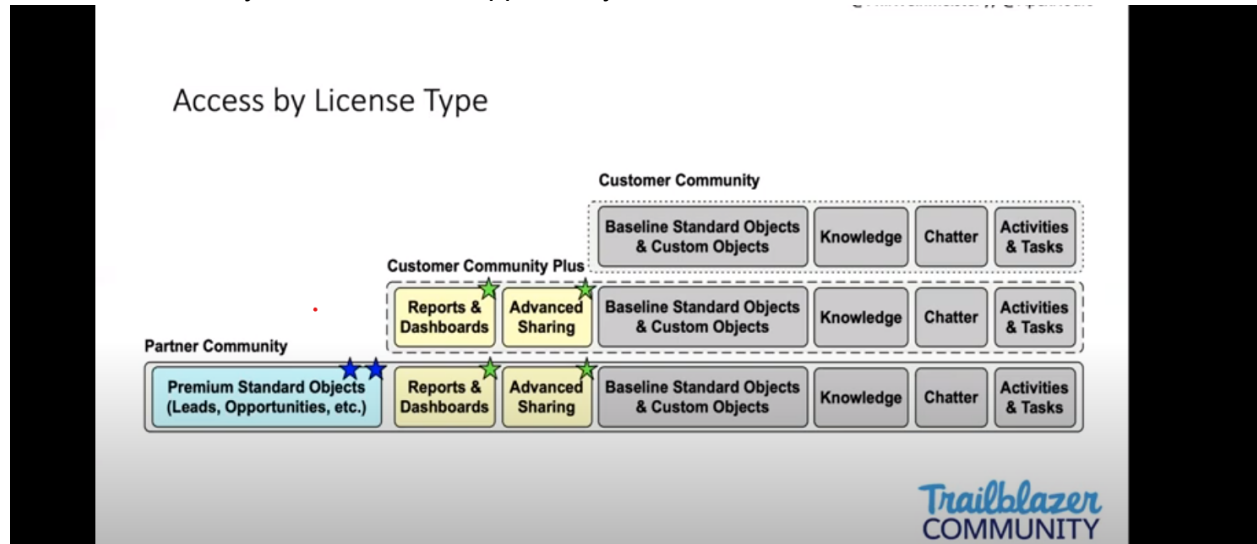 Access by License Type
Customer Community
Baseline Standard Objects
& Custom Objects
Knowledge
Chatter
Activities
& Tasks
Customer Community Plus
Reports &
Dashboards
Advanced
Sharing
Baseline Standard Objects
& Custom Objects
Knowledge
Chatter
Activities
& Tasks
Partner Community
Premium Standard Objects
(Leads, Opportunities, etc.)
Reports &
Dashboards
Advanced
Sharing
Baseline Standard Objects
& Custom Objects
Knowledge
Chatter
Activities
& Tasks
Trailblazer
COMMUNITY